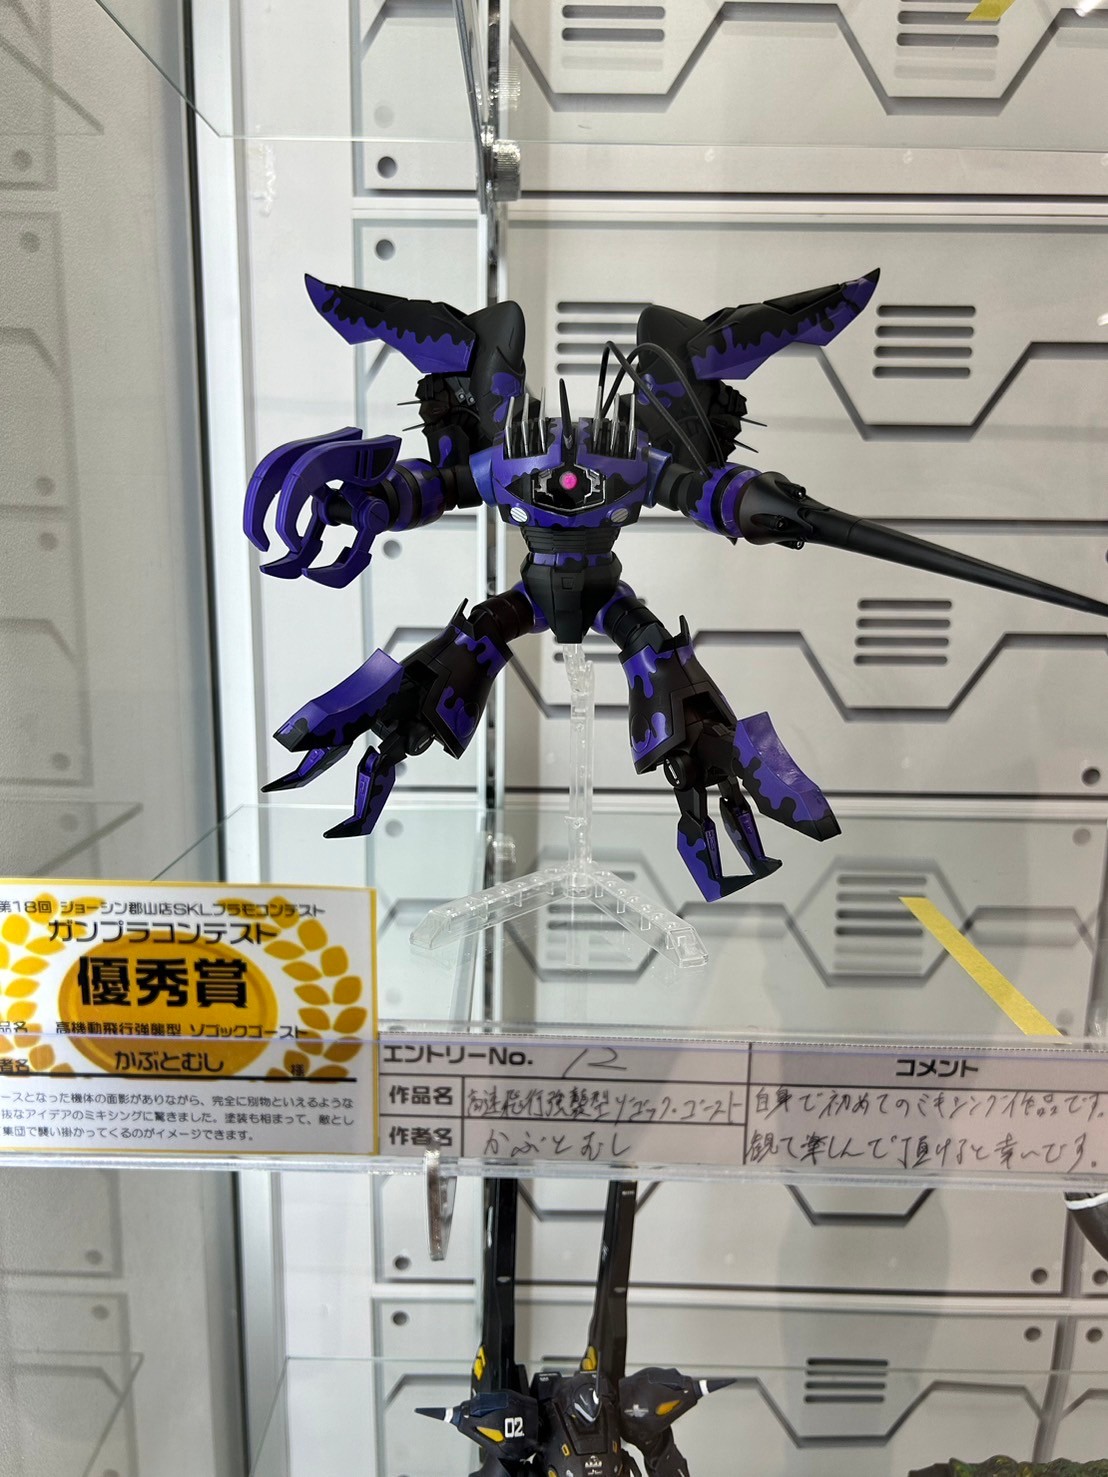 第18回 ジョーシン郡山店SKLプラモコンテスト
ガンプラコンテスト
優秀賞
品名 高機動飛行強襲型 ゾゴックゴースト
者名 かぶとむし 様
ースとなった機体の面影がありながら、完全に別物といえるような
抜なアイデアのミキシングに驚きました。塗装も相まって、敵とし
集団で襲い掛かってくるのがイメージできます。
エントリーNo. 12
作品名 高速飛行強襲型 ゾゴック・ゴースト
作者名 かぶとむし
コメント
自身で初めてのミキシング作品です。
観て楽しんで頂けると幸いです。
02